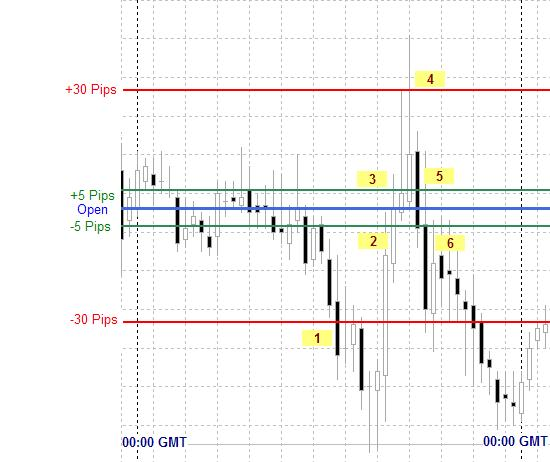 4
+30 Pips
3
5
+5 Pips
Open
-5 Pips
2
6
-30 Pips
1
00:00 GMT
00:00 GMT